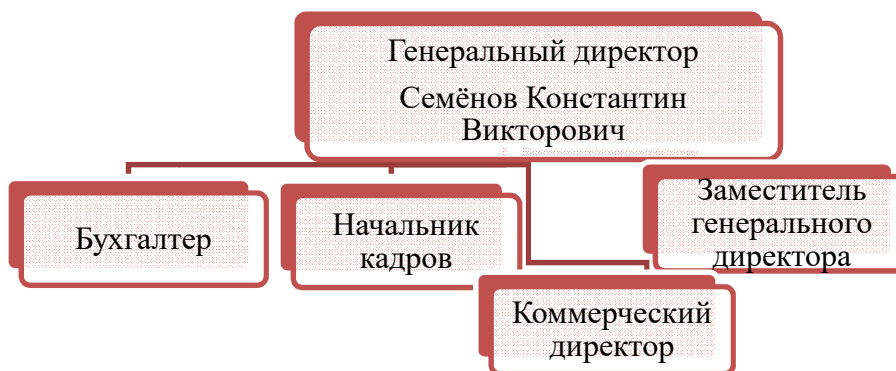 Генеральный директор
Семёнов Константин
Викторович
Бухгалтер
Начальник
кадров
Заместитель
генерального
директора
Коммерческий
директор